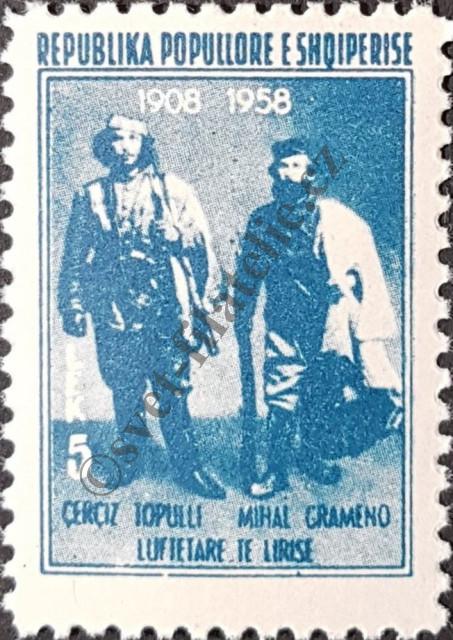 REPUBLIKA POPULLORE E SHQIPERISE
1908 1958
LEK
5
ÇERÇIZ TOPULLI MIHAL GRAMENO
LUFTETARE TE LIRISE
©svet-filatelie.cz